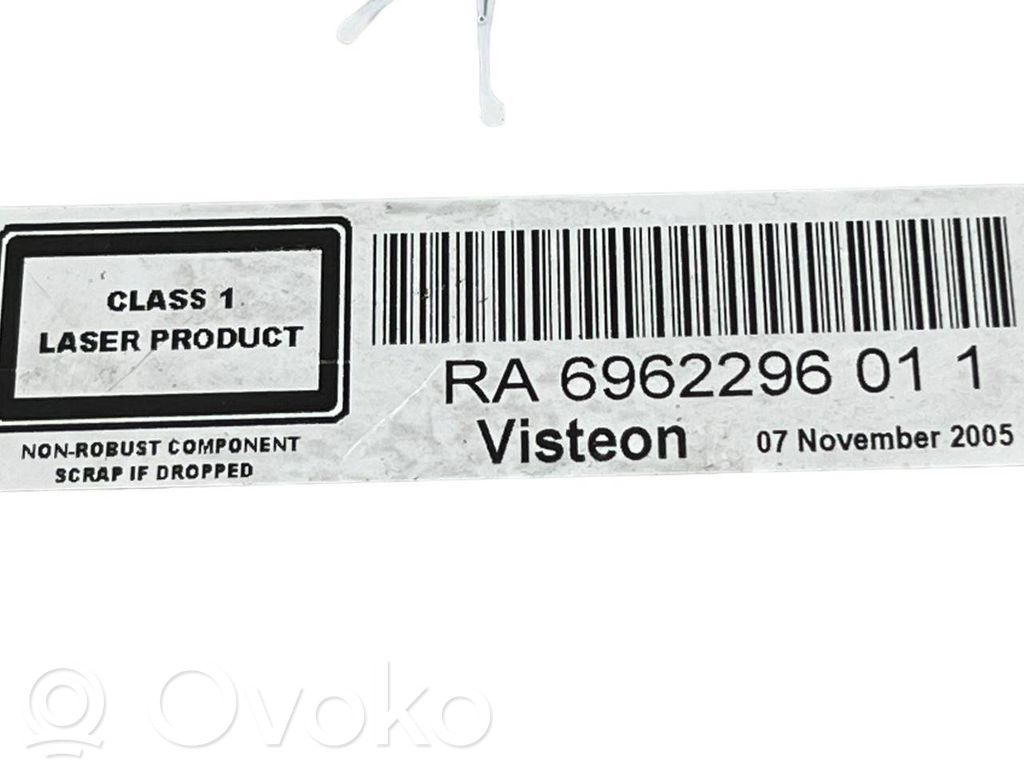 CLASS 1
LASER PRODUCT
NON-ROBUST COMPONENT
SCRAP IF DROPPED
RA 6962296 01 1
Visteon 07 November 2005
Ovoko